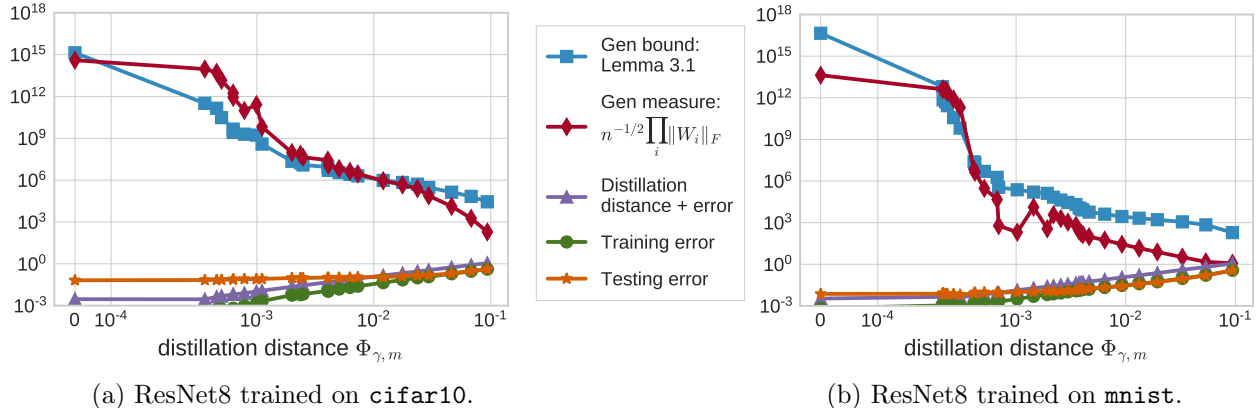 10^18
10^15
10^12
10^9
10^6
10^3
10^0
10^-3
0
10^-4
10^-3
10^-2
10^-1
distillation distance Φ_{γ, m}
(a) ResNet8 trained on cifar10.
Gen bound:
Lemma 3.1
Gen measure:
n^{-1/2} ∏_i ‖W_i‖_F
Distillation
distance + error
Training error
Testing error
10^18
10^15
10^12
10^9
10^6
10^3
10^0
10^-3
0
10^-4
10^-3
10^-2
10^-1
distillation distance Φ_{γ, m}
(b) ResNet8 trained on mnist.